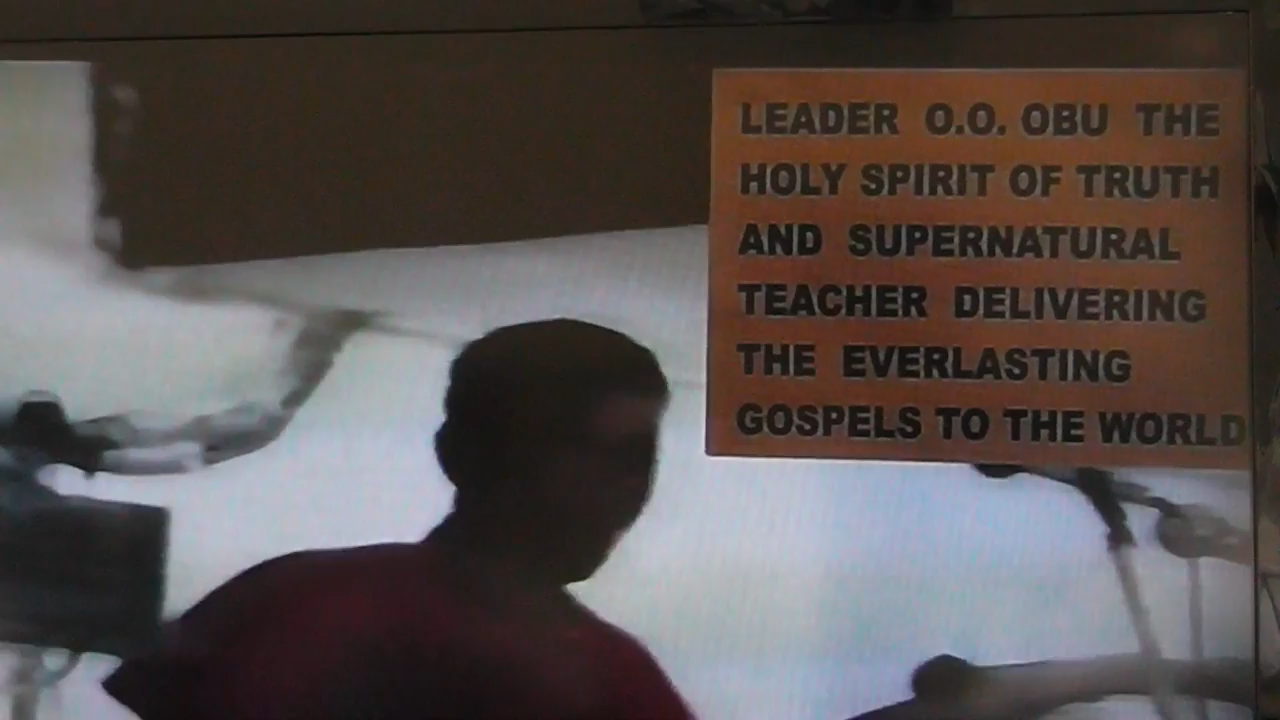 LEADER O.O. OBU THE
HOLY SPIRIT OF TRUTH
AND SUPERNATURAL
TEACHER DELIVERING
THE EVERLASTING
GOSPELS TO THE WORLD